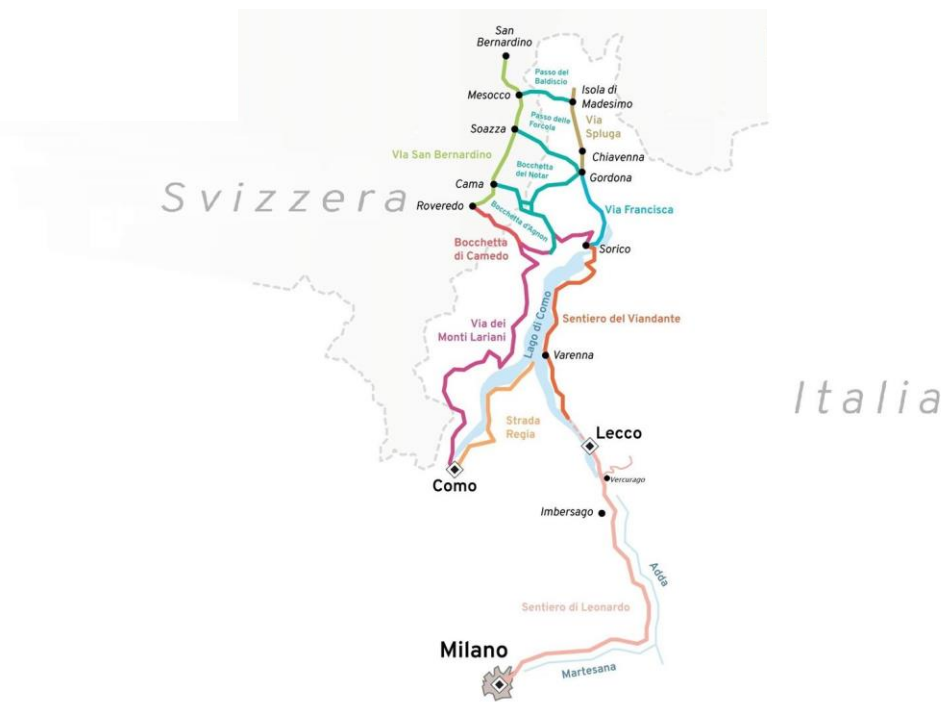 San
Bernardino
Passo del
Baldiscio
Isola di
Madesimo
Mesocco
Passo delle
Forcola
Via
Spluga
Soazza
VIa San Bernardino
Chiavenna
Bocchetta
del Notar
Gordona
Cama
Svizzera
Roveredo
Bocchetta d'Agnon
Via Francisca
Bocchetta
di Camedo
Sorico
Lago di Como
Via dei
Monti Lariani
Sentiero del Viandante
Varenna
Italia
Strada
Regia
Lecco
Como
Vercurago
Imbersago
Adda
Sentiero di Leonardo
Milano
Martesana